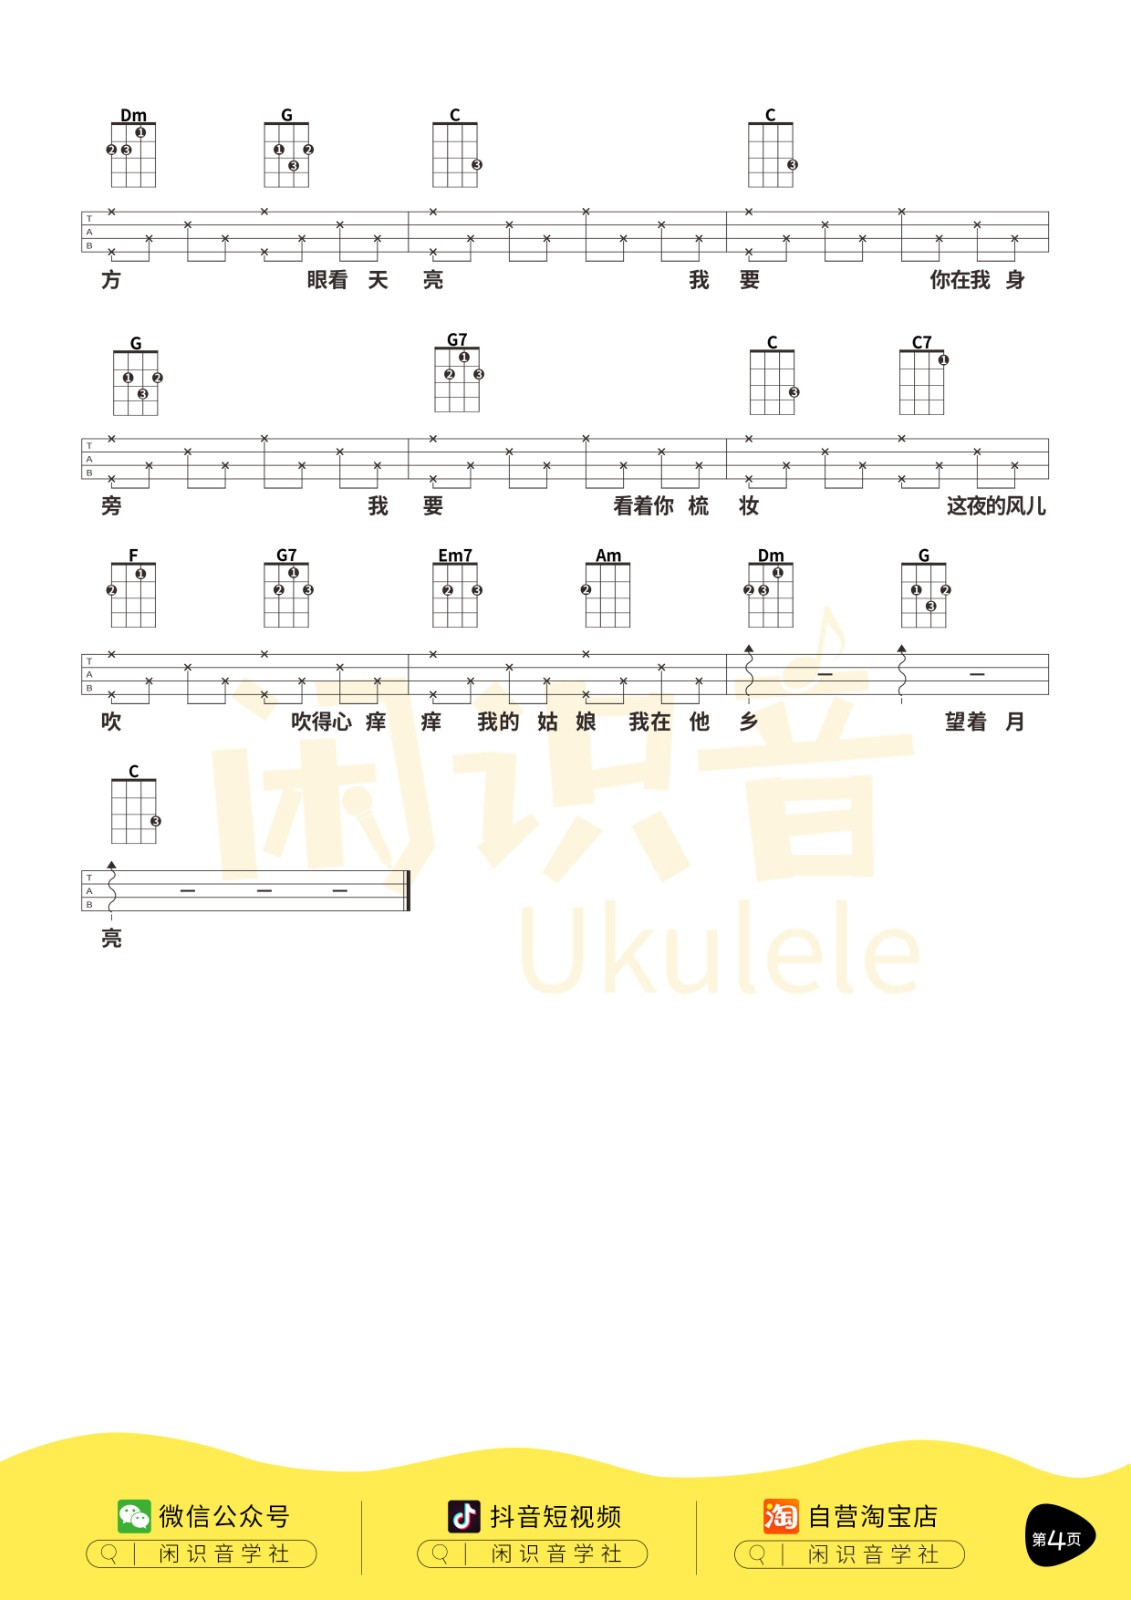 Dm G C C
T
A
B
方 眼看 天 亮 我 要 你在我 身
G G7 C C7
T
A
B
旁 我 要 看着你 梳 妆 这夜的风儿
F G7 Em7 Am Dm G
T
A
B
吹 吹得心 痒 痒 我的 姑 娘 我在 他 乡 望着 月
C
T
A
B
亮
闲识音
Ukulele
微信公众号 抖音短视频 淘 自营淘宝店
闲识音学社 闲识音学社 闲识音学社
第4页